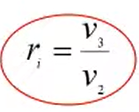 r_i = v_3 / v_2